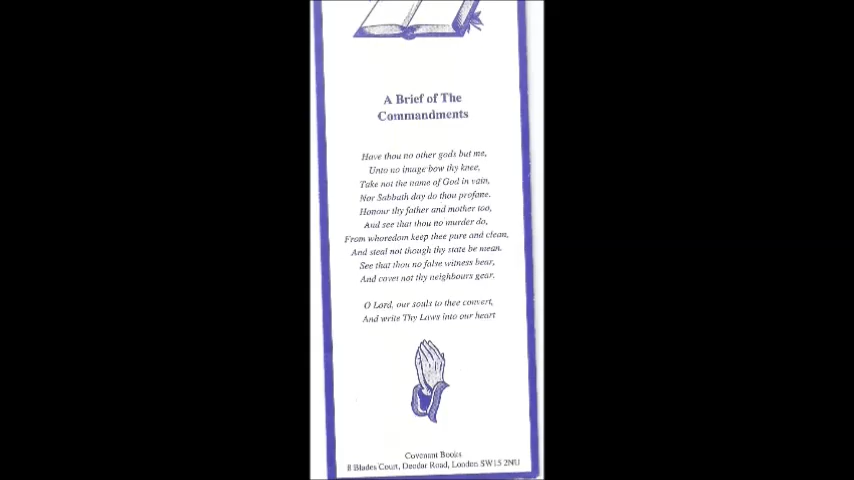 A Brief of The
Commandments
Have thou no other gods but me,
Unto no image bow thy knee,
Take not the name of God in vain,
Nor Sabbath day do thou profane.
Honour thy father and mother too,
And see that thou no murder do,
From whoredom keep thee pure and clean,
And steal not though thy state be mean.
See that thou no false witness bear,
And covet not thy neighbours gear.
O Lord, our souls to thee convert,
And write Thy Laws into our heart
Covenant Books
8 Blades Court, Deodar Road, London SW15 2NU